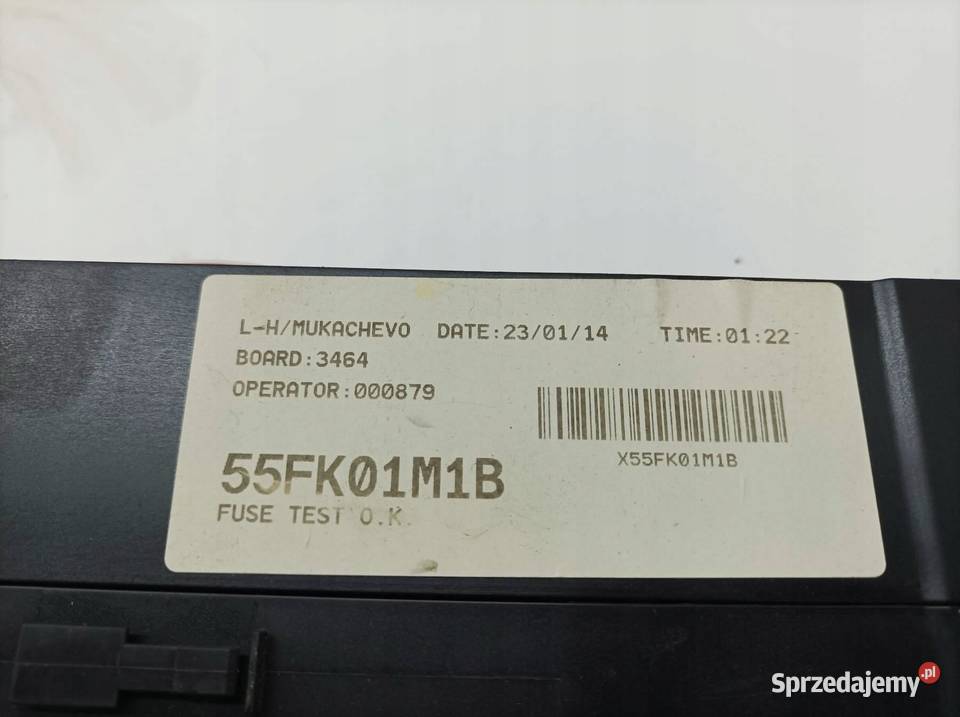 L-H/MUKACHEVO DATE:23/01/14 TIME:01:22
BOARD:3464
OPERATOR:000879
X55FK01M1B
55FK01M1B
FUSE TEST O.K.
Sprzedajemy.pl